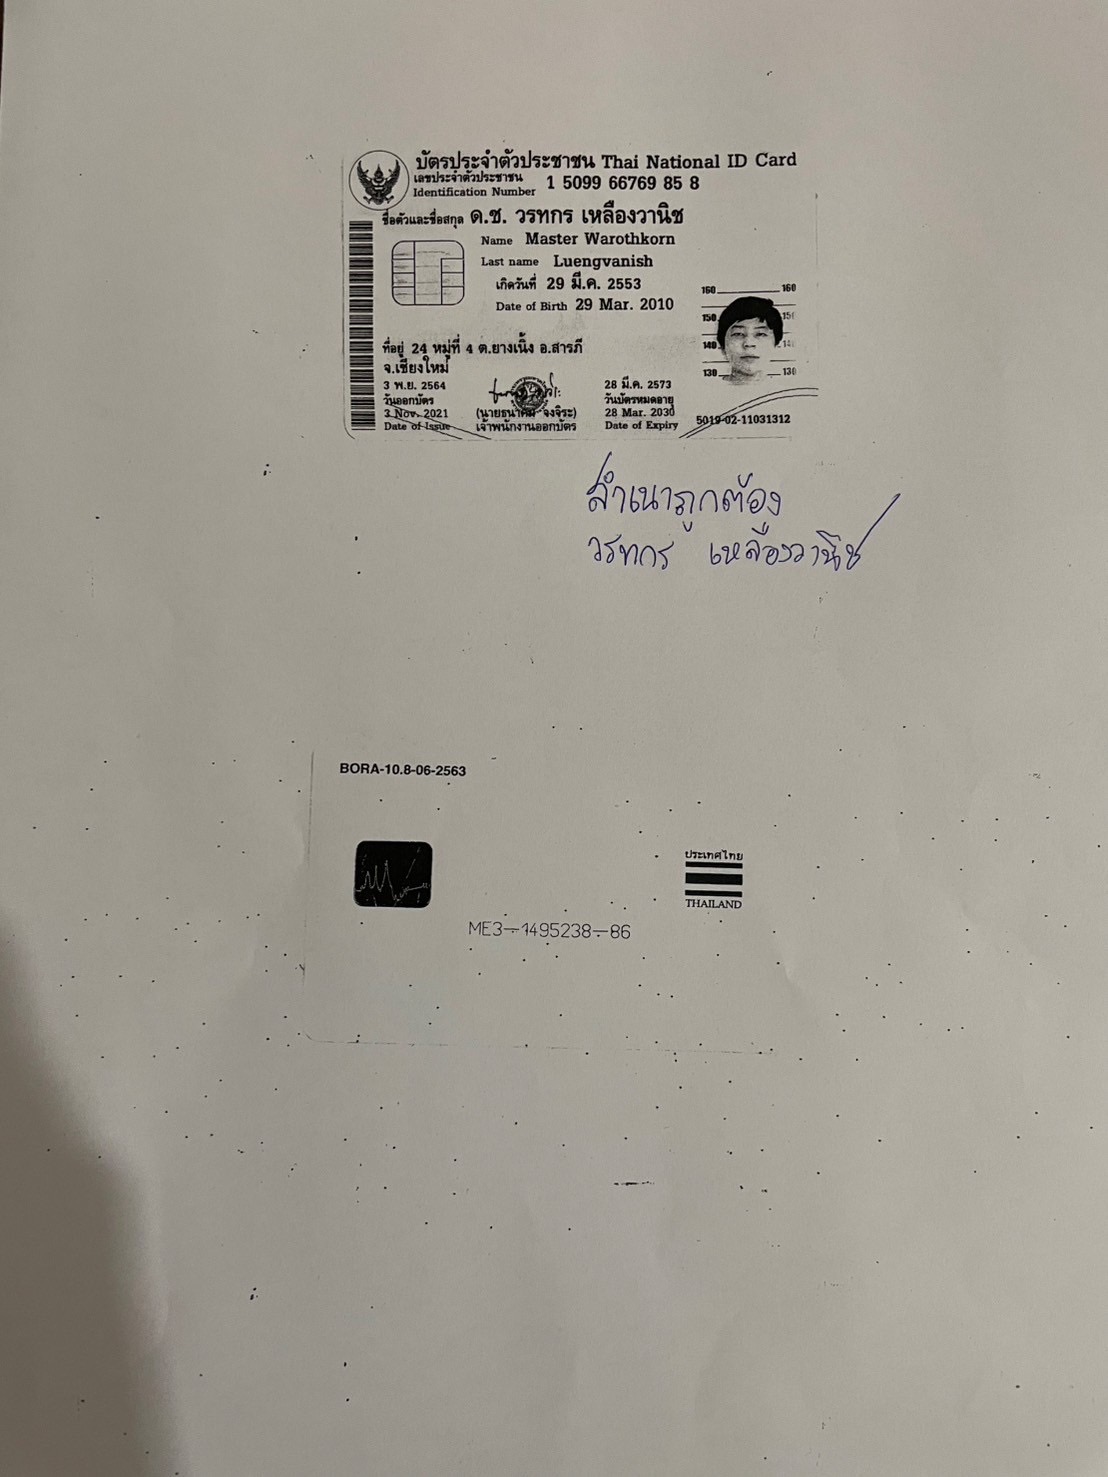 บัตรประจำตัวประชาชน Thai National ID Card
เลขประจำตัวประชาชน
Identification Number 1 5099 66769 85 8
ชื่อตัวและชื่อสกุล ด.ช. วรทกร เหลืองวานิช
Name Master Warothkorn
Last name Luengvanish
เกิดวันที่ 29 มี.ค. 2553
Date of Birth 29 Mar. 2010
ที่อยู่ 24 หมู่ที่ 4 ต.ยางเนิ้ง อ.สารภี
จ.เชียงใหม่
3 พ.ย. 2564
วันออกบัตร
3 Nov. 2021
Date of Issue
เจ้าพนักงานออกบัตร
28 มี.ค. 2573
วันบัตรหมดอายุ
28 Mar. 2030
Date of Expiry
160 160
150
140
130 130
5019-02-11031312
สำเนาถูกต้อง
วรทกร เหลืองวานิช
BORA-10.8-06-2563
ประเทศไทย
THAILAND
ME3-1495238-86